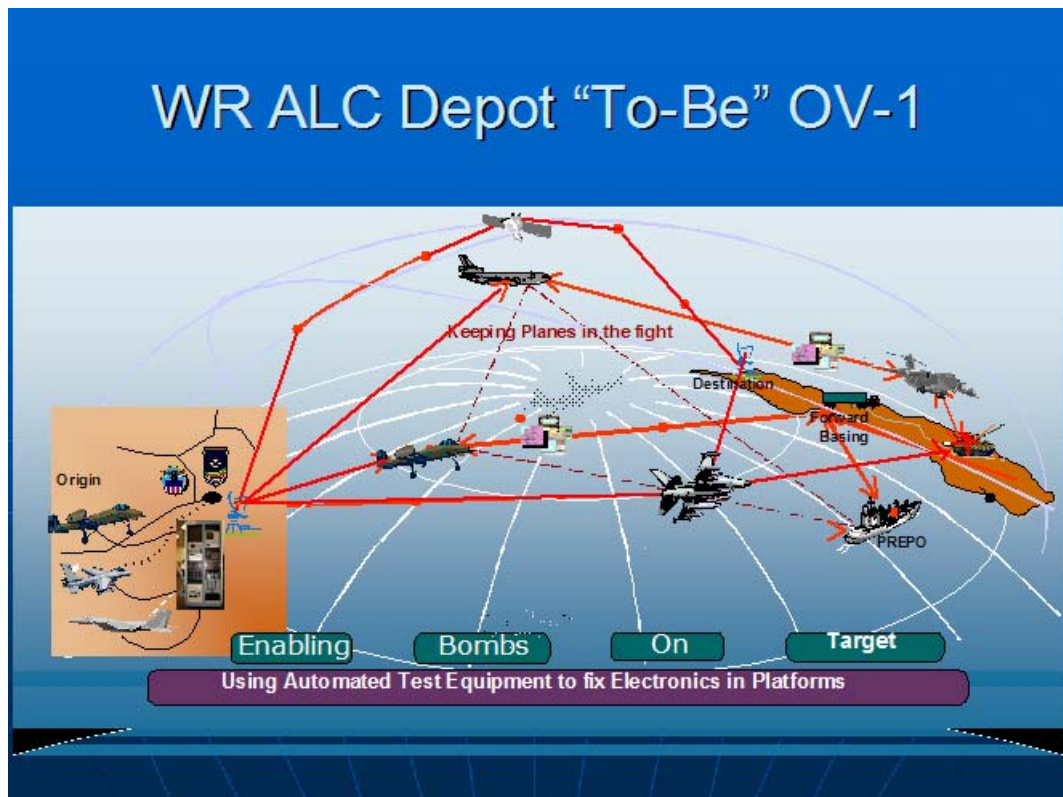 WR ALC Depot “To-Be” OV-1
Keeping Planes in the fight
Destination
Forward
Basing
Origin
PREPO
Enabling
Bombs
On
Target
Using Automated Test Equipment to fix Electronics in Platforms